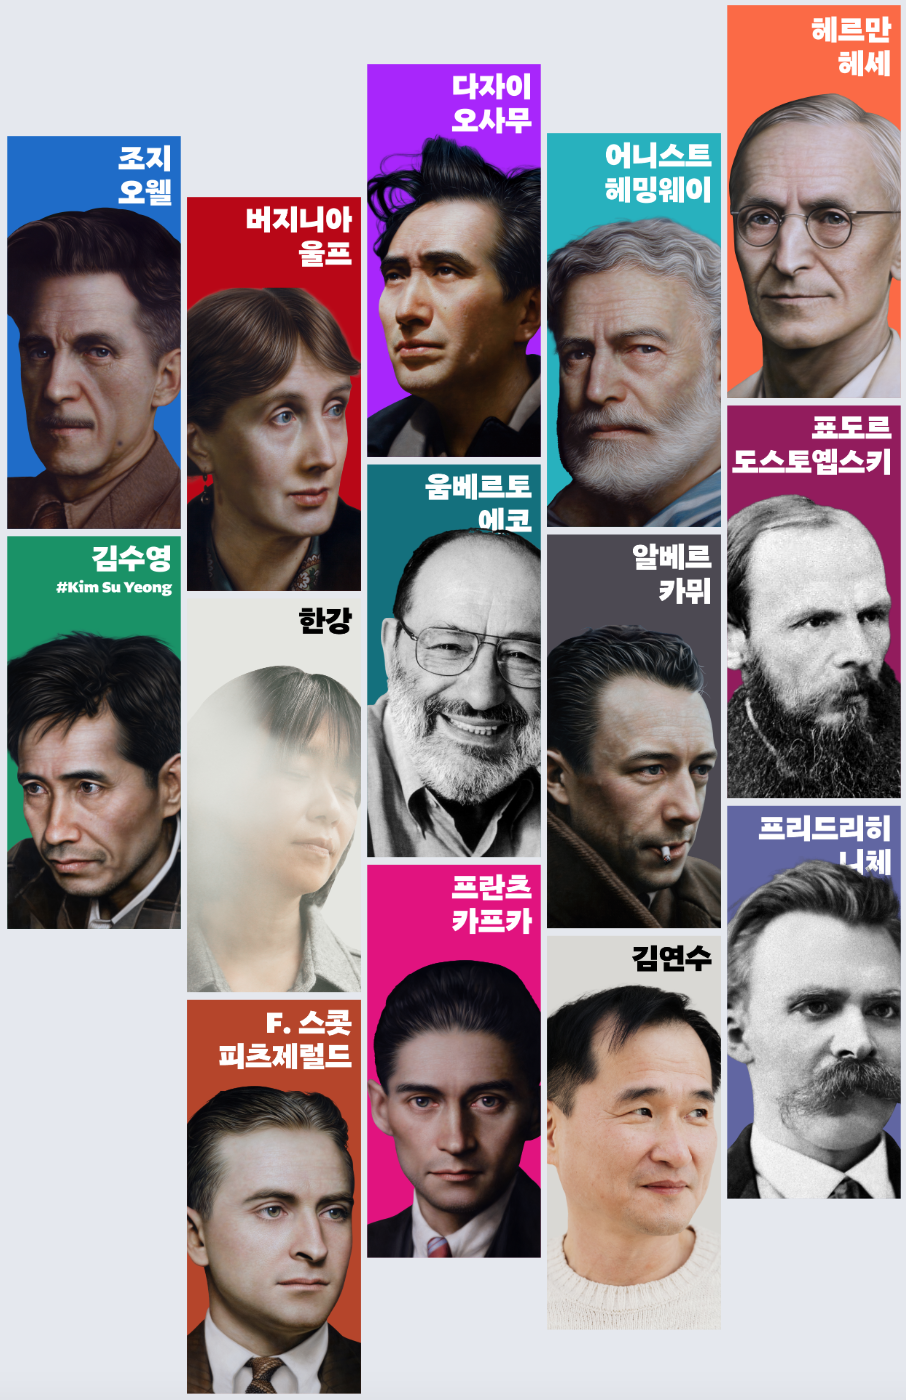 조지
오웰
김수영
#Kim Su Yeong
버지니아
울프
한강
F. 스콧
피츠제럴드
다자이
오사무
움베르토
에코
프란츠
카프카
어니스트
헤밍웨이
알베르
카뮈
김연수
헤르만
헤세
표도르
도스토옙스키
프리드리히
니체